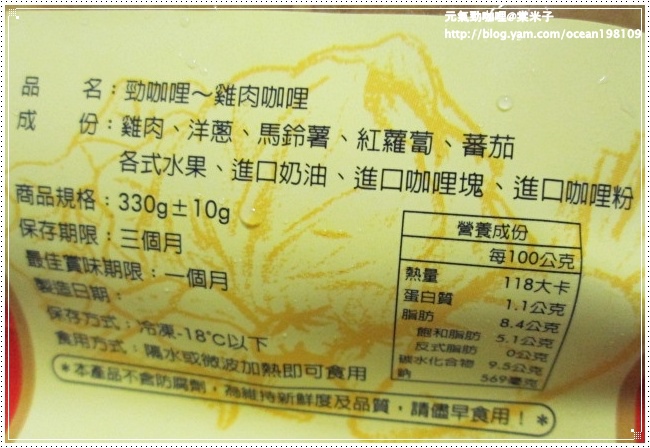 元氣勁咖哩@紫米子
http://blog.yam.com/ocean198109
品　名：勁咖哩～雞肉咖哩
成　份：雞肉、洋蔥、馬鈴薯、紅蘿蔔、蕃茄
各式水果、進口奶油、進口咖哩塊、進口咖哩粉
商品規格：330g±10g
保存期限：三個月
最佳賞味期限：一個月
製造日期：
保存方式：冷凍-18℃以下
食用方式：隔水或微波加熱即可食用
＊本產品不含防腐劑，為維持新鮮度及品質，請儘早食用！＊
營養成份
每100公克
熱量 118大卡
蛋白質 1.1公克
脂肪 8.4公克
飽和脂肪 5.1公克
反式脂肪 0公克
碳水化合物 9.5公克
鈉 569毫克